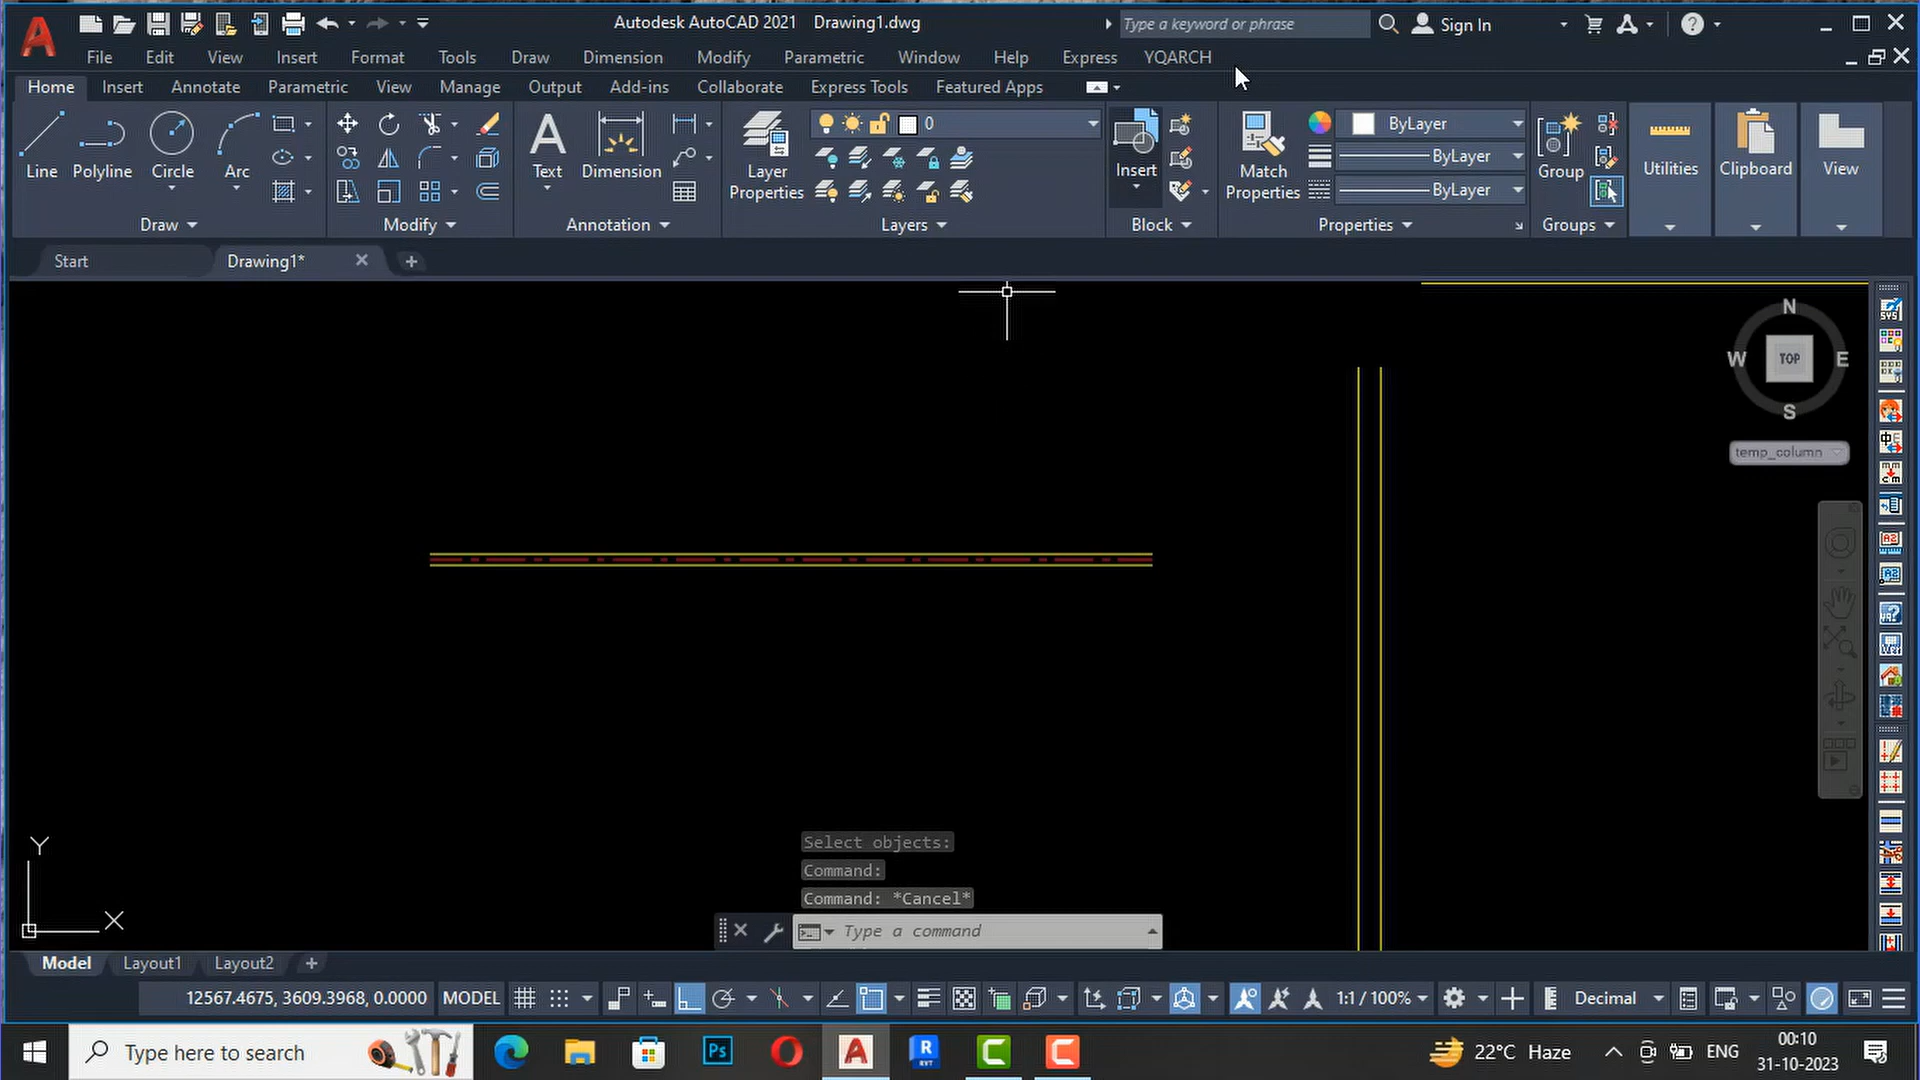 Autodesk AutoCAD 2021 Drawing1.dwg
Type a keyword or phrase
Sign In
File Edit View Insert Format Tools Draw Dimension Modify Parametric Window Help Express YQARCH
Home Insert Annotate Parametric View Manage Output Add-ins Collaborate Express Tools Featured Apps
Line Polyline Circle Arc
Draw
Modify
Text Dimension
Annotation
Layer Properties
0
Layers
Insert
Block
Match Properties
ByLayer
ByLayer
ByLayer
Properties
Group
Groups
Utilities
Clipboard
View
Start Drawing1*
N
W TOP E
S
temp_column
Y
X
Select objects:
Command:
Command: *Cancel*
Type a command
Model Layout1 Layout2
12567.4675, 3609.3968, 0.0000 MODEL
1:1 / 100%
Decimal
Type here to search
Ps
22°C Haze
ENG
00:10
31-10-2023